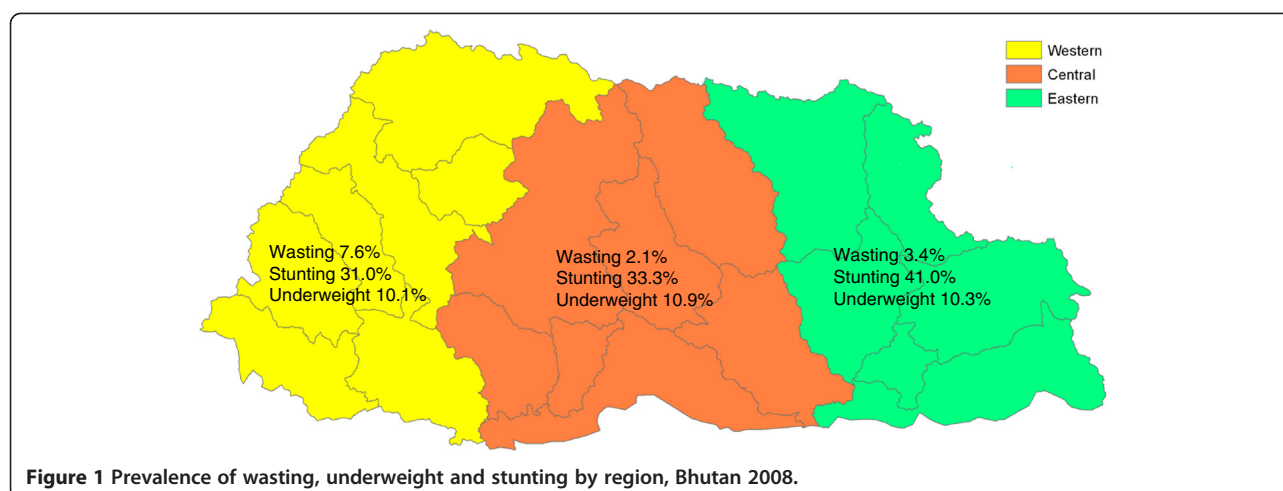 Western
Central
Eastern
Wasting 7.6%
Stunting 31.0%
Underweight 10.1%
Wasting 2.1%
Stunting 33.3%
Underweight 10.9%
Wasting 3.4%
Stunting 41.0%
Underweight 10.3%
Figure 1 Prevalence of wasting, underweight and stunting by region, Bhutan 2008.